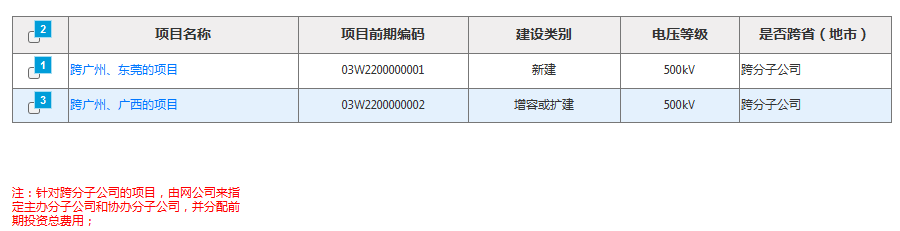 2 项目名称 项目前期编码 建设类别 电压等级 是否跨省（地市）
1 跨广州、东莞的项目 03W2200000001 新建 500kV 跨分子公司
3 跨广州、广西的项目 03W2200000002 增容或扩建 500kV 跨分子公司
注：针对跨分子公司的项目，由网公司来指
定主办分子公司和协办分子公司，并分配前
期投资总费用；